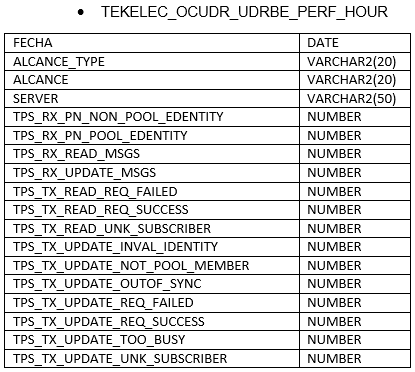 • TEKELEC_OCUDR_UDRBE_PERF_HOUR
FECHA DATE
ALCANCE_TYPE VARCHAR2(20)
ALCANCE VARCHAR2(20)
SERVER VARCHAR2(50)
TPS_RX_PN_NON_POOL_EDENTITY NUMBER
TPS_RX_PN_POOL_EDENTITY NUMBER
TPS_RX_READ_MSGS NUMBER
TPS_RX_UPDATE_MSGS NUMBER
TPS_TX_READ_REQ_FAILED NUMBER
TPS_TX_READ_REQ_SUCCESS NUMBER
TPS_TX_READ_UNK_SUBSCRIBER NUMBER
TPS_TX_UPDATE_INVAL_IDENTITY NUMBER
TPS_TX_UPDATE_NOT_POOL_MEMBER NUMBER
TPS_TX_UPDATE_OUTOF_SYNC NUMBER
TPS_TX_UPDATE_REQ_FAILED NUMBER
TPS_TX_UPDATE_REQ_SUCCESS NUMBER
TPS_TX_UPDATE_TOO_BUSY NUMBER
TPS_TX_UPDATE_UNK_SUBSCRIBER NUMBER